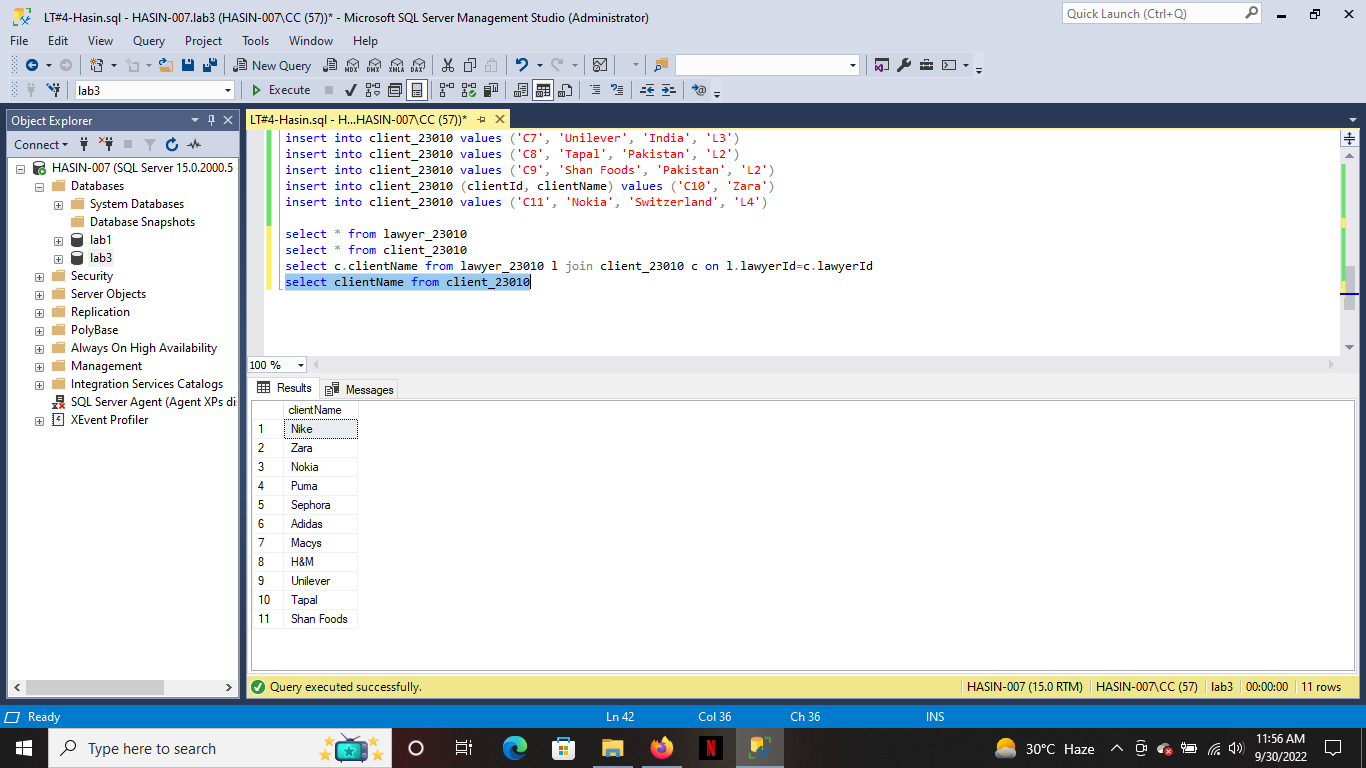 LT#4-Hasin.sql - HASIN-007.lab3 (HASIN-007\CC (57))* - Microsoft SQL Server Management Studio (Administrator)
Quick Launch (Ctrl+Q)
File Edit View Query Project Tools Window Help
New Query MDX DMX XMLA DAX
lab3 Execute
Object Explorer
Connect
HASIN-007 (SQL Server 15.0.2000.5
Databases
System Databases
Database Snapshots
lab1
lab3
Security
Server Objects
Replication
PolyBase
Always On High Availability
Management
Integration Services Catalogs
SQL Server Agent (Agent XPs di
XEvent Profiler
LT#4-Hasin.sql - H...HASIN-007\CC (57))*
insert into client_23010 values ('C7', 'Unilever', 'India', 'L3')
insert into client_23010 values ('C8', 'Tapal', 'Pakistan', 'L2')
insert into client_23010 values ('C9', 'Shan Foods', 'Pakistan', 'L2')
insert into client_23010 (clientId, clientName) values ('C10', 'Zara')
insert into client_23010 values ('C11', 'Nokia', 'Switzerland', 'L4')
select * from lawyer_23010
select * from client_23010
select c.clientName from lawyer_23010 l join client_23010 c on l.lawyerId=c.lawyerId
select clientName from client_23010
100 %
Results Messages
clientName
1 Nike
2 Zara
3 Nokia
4 Puma
5 Sephora
6 Adidas
7 Macys
8 H&M
9 Unilever
10 Tapal
11 Shan Foods
Query executed successfully. HASIN-007 (15.0 RTM) HASIN-007\CC (57) lab3 00:00:00 11 rows
Ready Ln 42 Col 36 Ch 36 INS
Type here to search N 30°C Haze 11:56 AM
9/30/2022